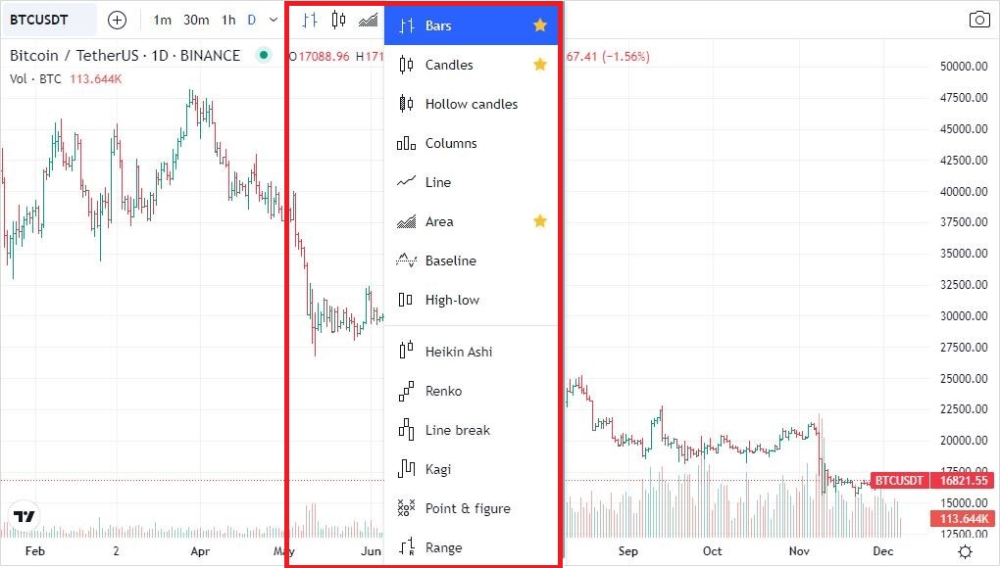 BTCUSDT 1m 30m 1h D
Bitcoin / TetherUS · 1D · BINANCE O17088.96 H171 67.41 (−1.56%)
Vol · BTC 113.644K
Bars
Candles
Hollow candles
Columns
Line
Area
Baseline
High-low
Heikin Ashi
Renko
Line break
Kagi
Point & figure
Range
50000.00
47500.00
45000.00
42500.00
40000.00
37500.00
35000.00
32500.00
30000.00
27500.00
25000.00
22500.00
20000.00
BTCUSDT 16821.55
15000.00
113.644K
12500.00
Feb 2 Apr May Jun Sep Oct Nov Dec